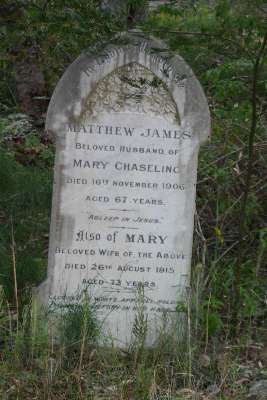 MATTHEW JAMES
BELOVED HUSBAND OF
MARY CHASELING
DIED 16TH NOVEMBER 1906
AGED 67 YEARS.
"ASLEEP IN JESUS."
Also of MARY
BELOVED WIFE OF THE ABOVE
DIED 26TH AUGUST 1915
AGED 73 YEARS